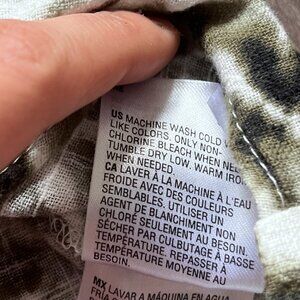 US MACHINE WASH COLD
LIKE COLORS. ONLY NON-
CHLORINE BLEACH WHEN
TUMBLE DRY LOW. WARM IRON
WHEN NEEDED.
CA LAVER À LA MACHINE À L'EAU
FROIDE AVEC DES COULEURS
SEMBLABLES. UTILISER UN
AGENT DE BLANCHIMENT NON
CHLORÉ SEULEMENT AU BESOIN.
SÉCHER PAR CULBUTAGE À BASSE
TEMPÉRATURE. REPASSER À
TEMPÉRATURE MOYENNE AU
BESOIN.
MX LAVAR A MÁQUINA EN AGUA
FRÍA